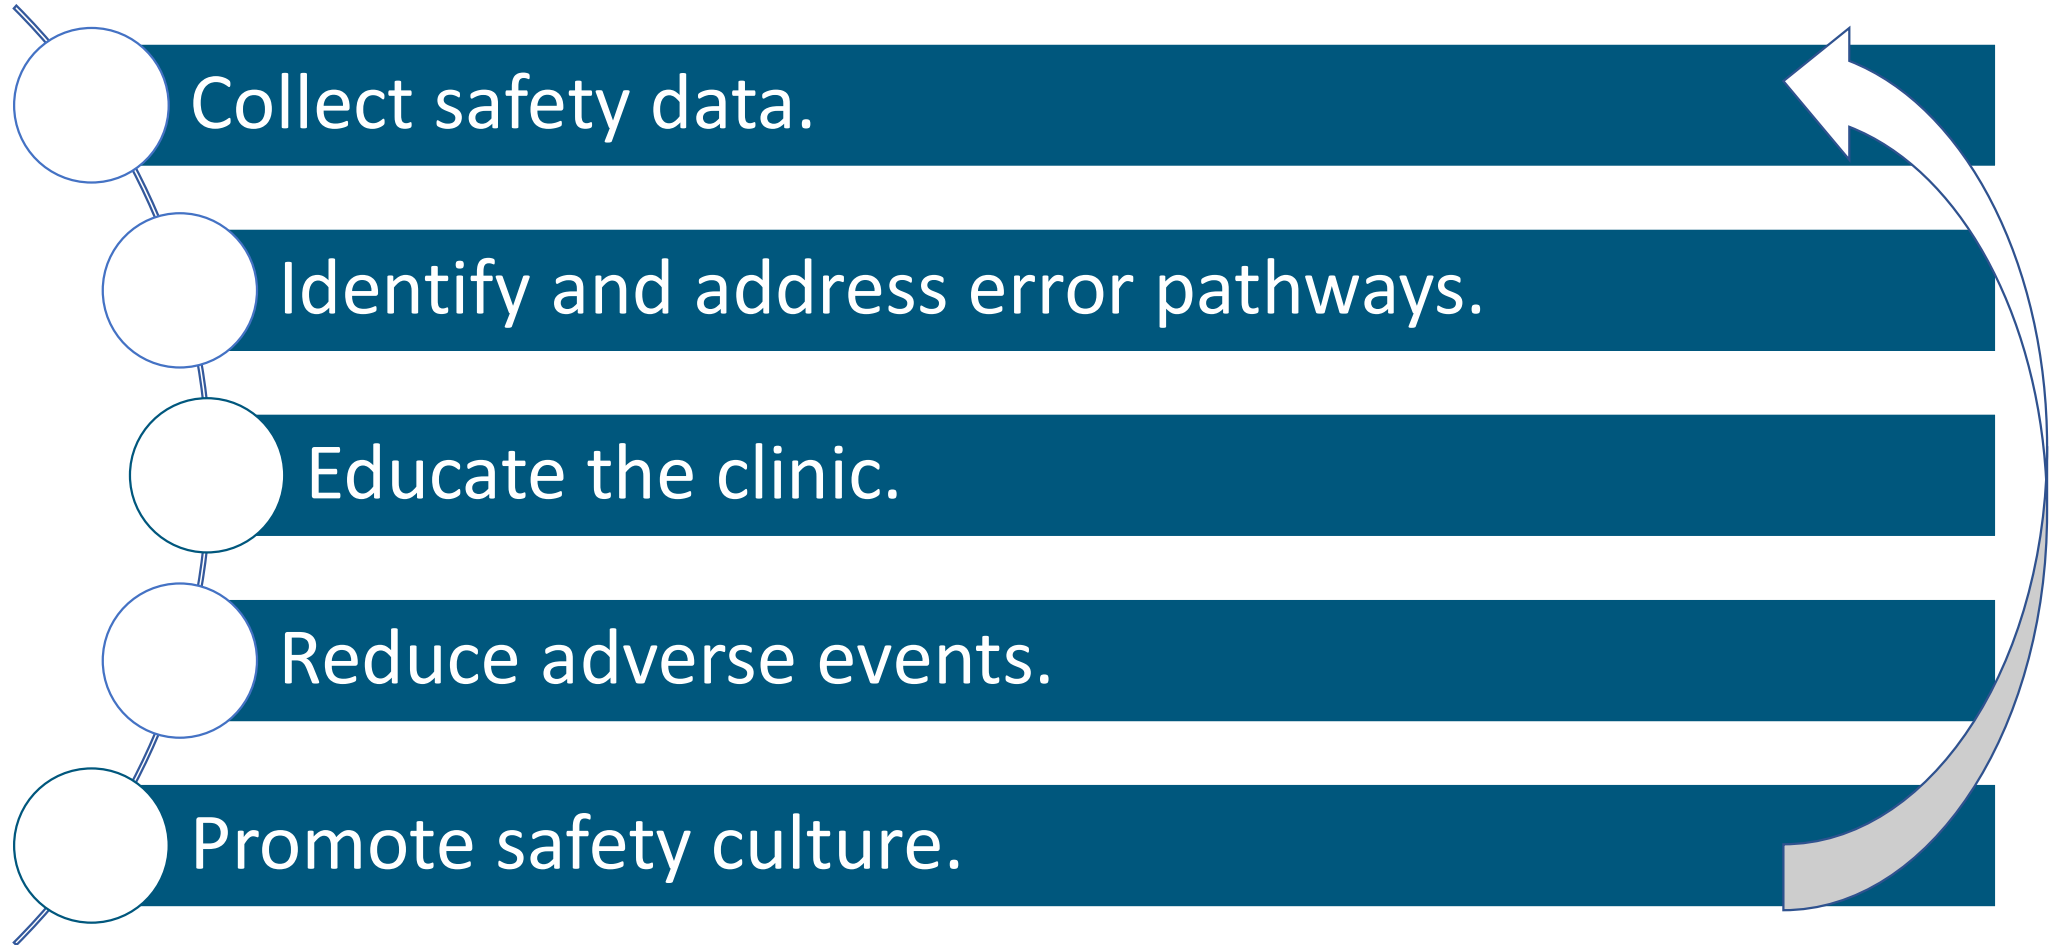 Collect safety data.
Identify and address error pathways.
Educate the clinic.
Reduce adverse events.
Promote safety culture.